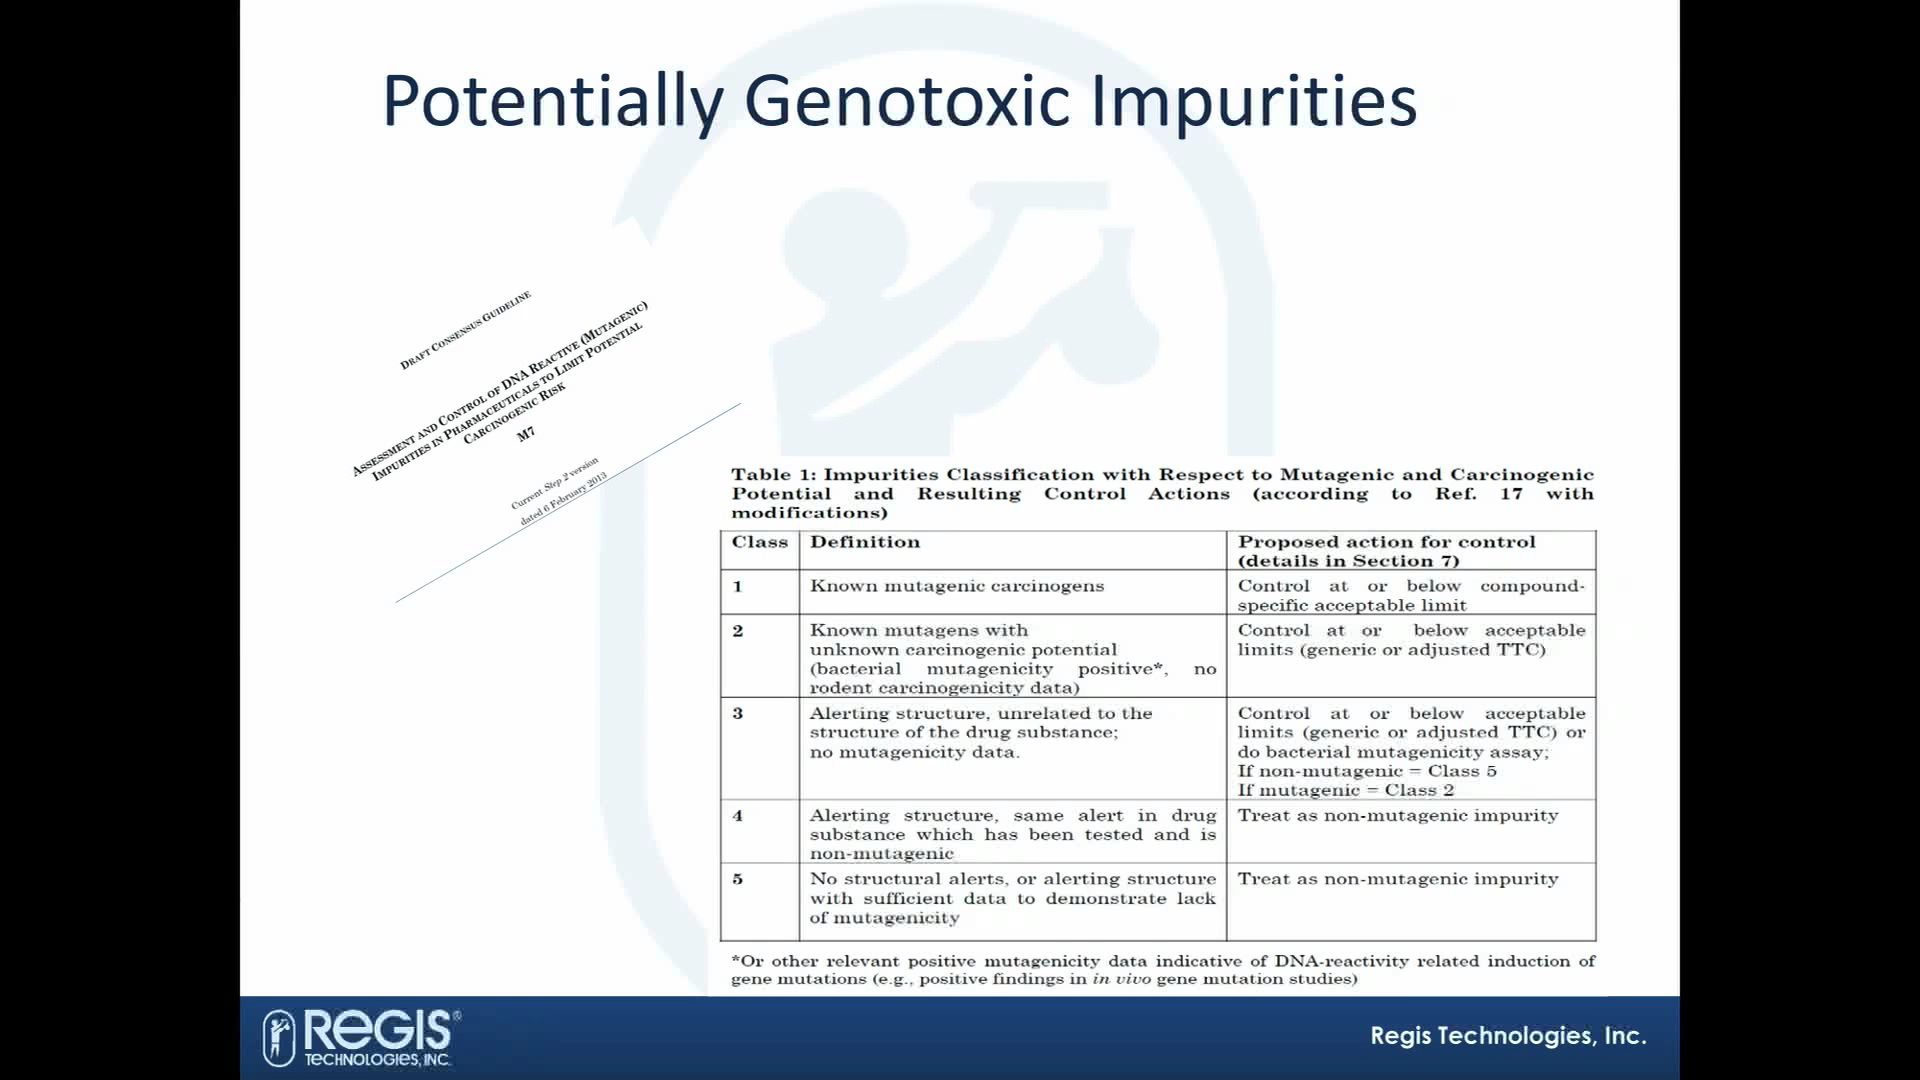 Potentially Genotoxic Impurities
DRAFT CONSENSUS GUIDELINE
ASSESSMENT AND CONTROL OF DNA REACTIVE (MUTAGENIC)
IMPURITIES IN PHARMACEUTICALS TO LIMIT POTENTIAL
CARCINOGENIC RISK
M7
Current Step 2 version
dated 6 February 2013
Table 1: Impurities Classification with Respect to Mutagenic and Carcinogenic
Potential and Resulting Control Actions (according to Ref. 17 with
modifications)
Class Definition Proposed action for control
(details in Section 7)
1 Known mutagenic carcinogens Control at or below compound-
specific acceptable limit
2 Known mutagens with Control at or below acceptable
unknown carcinogenic potential limits (generic or adjusted TTC)
(bacterial mutagenicity positive*, no
rodent carcinogenicity data)
3 Alerting structure, unrelated to the Control at or below acceptable
structure of the drug substance; limits (generic or adjusted TTC) or
no mutagenicity data. do bacterial mutagenicity assay;
If non-mutagenic = Class 5
If mutagenic = Class 2
4 Alerting structure, same alert in drug Treat as non-mutagenic impurity
substance which has been tested and is
non-mutagenic
5 No structural alerts, or alerting structure Treat as non-mutagenic impurity
with sufficient data to demonstrate lack
of mutagenicity
*Or other relevant positive mutagenicity data indicative of DNA-reactivity related induction of
gene mutations (e.g., positive findings in in vivo gene mutation studies)
REGIS®
TECHNOLOGIES, INC.
Regis Technologies, Inc.